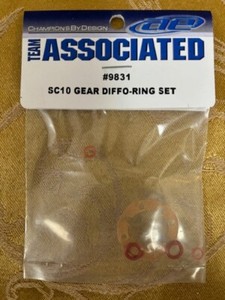 CHAMPIONS BY DESIGN
TEAM
ASSOCIATED
#9831
SC10 GEAR DIFFO-RING SET